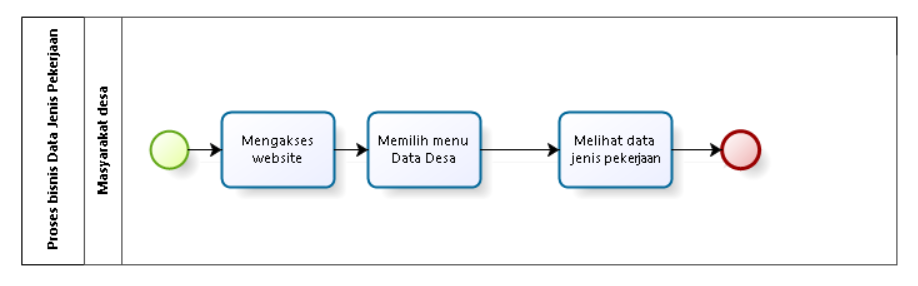 Proses bisnis Data Jenis Pekerjaan
Masyarakat desa
Mengakses
website
Memilih menu
Data Desa
Melihat data
jenis pekerjaan